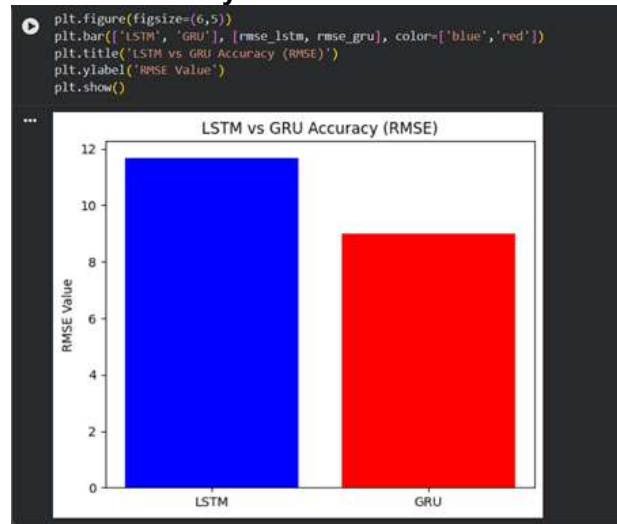 plt.figure(figsize=(6,5))
plt.bar(['LSTM', 'GRU'], [rmse_lstm, rmse_gru], color=['blue','red'])
plt.title('LSTM vs GRU Accuracy (RMSE)')
plt.ylabel('RMSE Value')
plt.show()
LSTM vs GRU Accuracy (RMSE)
12
10
8
6
4
2
0
RMSE Value
LSTM GRU